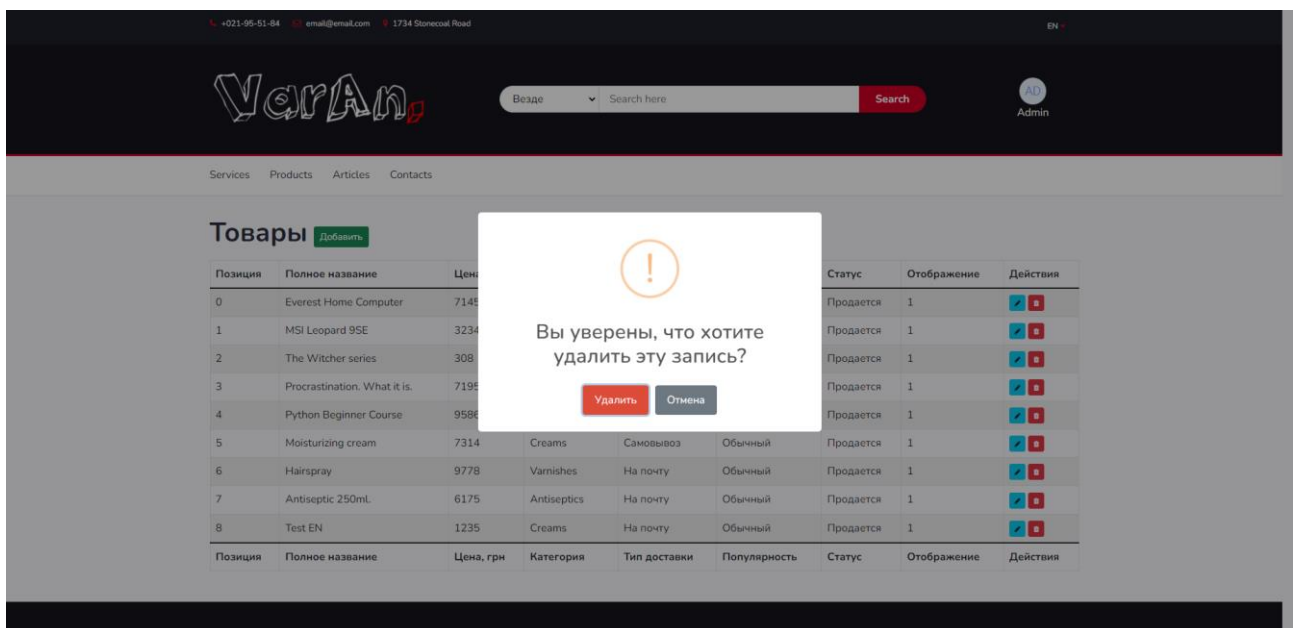 +021-95-51-84 email@email.com 1734 Stonecoal Road EN
VarAn.
Везде Search here Search
AD
Admin
Services Products Articles Contacts
Товары Добавить
Позиция Полное название Цена Статус Отображение Действия
0 Everest Home Computer 7145 Продается 1
1 MSI Leopard 9SE 3234 Продается 1
2 The Witcher series 308 Продается 1
3 Procrastination. What it is. 7195 Продается 1
4 Python Beginner Course 9586 Продается 1
!
Вы уверены, что хотите
удалить эту запись?
Удалить Отмена
5 Moisturizing cream 7314 Creams Самовывоз Обычный Продается 1
6 Hairspray 9778 Varnishes На почту Обычный Продается 1
7 Antiseptic 250ml. 6175 Antiseptics На почту Обычный Продается 1
8 Test EN 1235 Creams На почту Обычный Продается 1
Позиция Полное название Цена, грн Категория Тип доставки Популярность Статус Отображение Действия